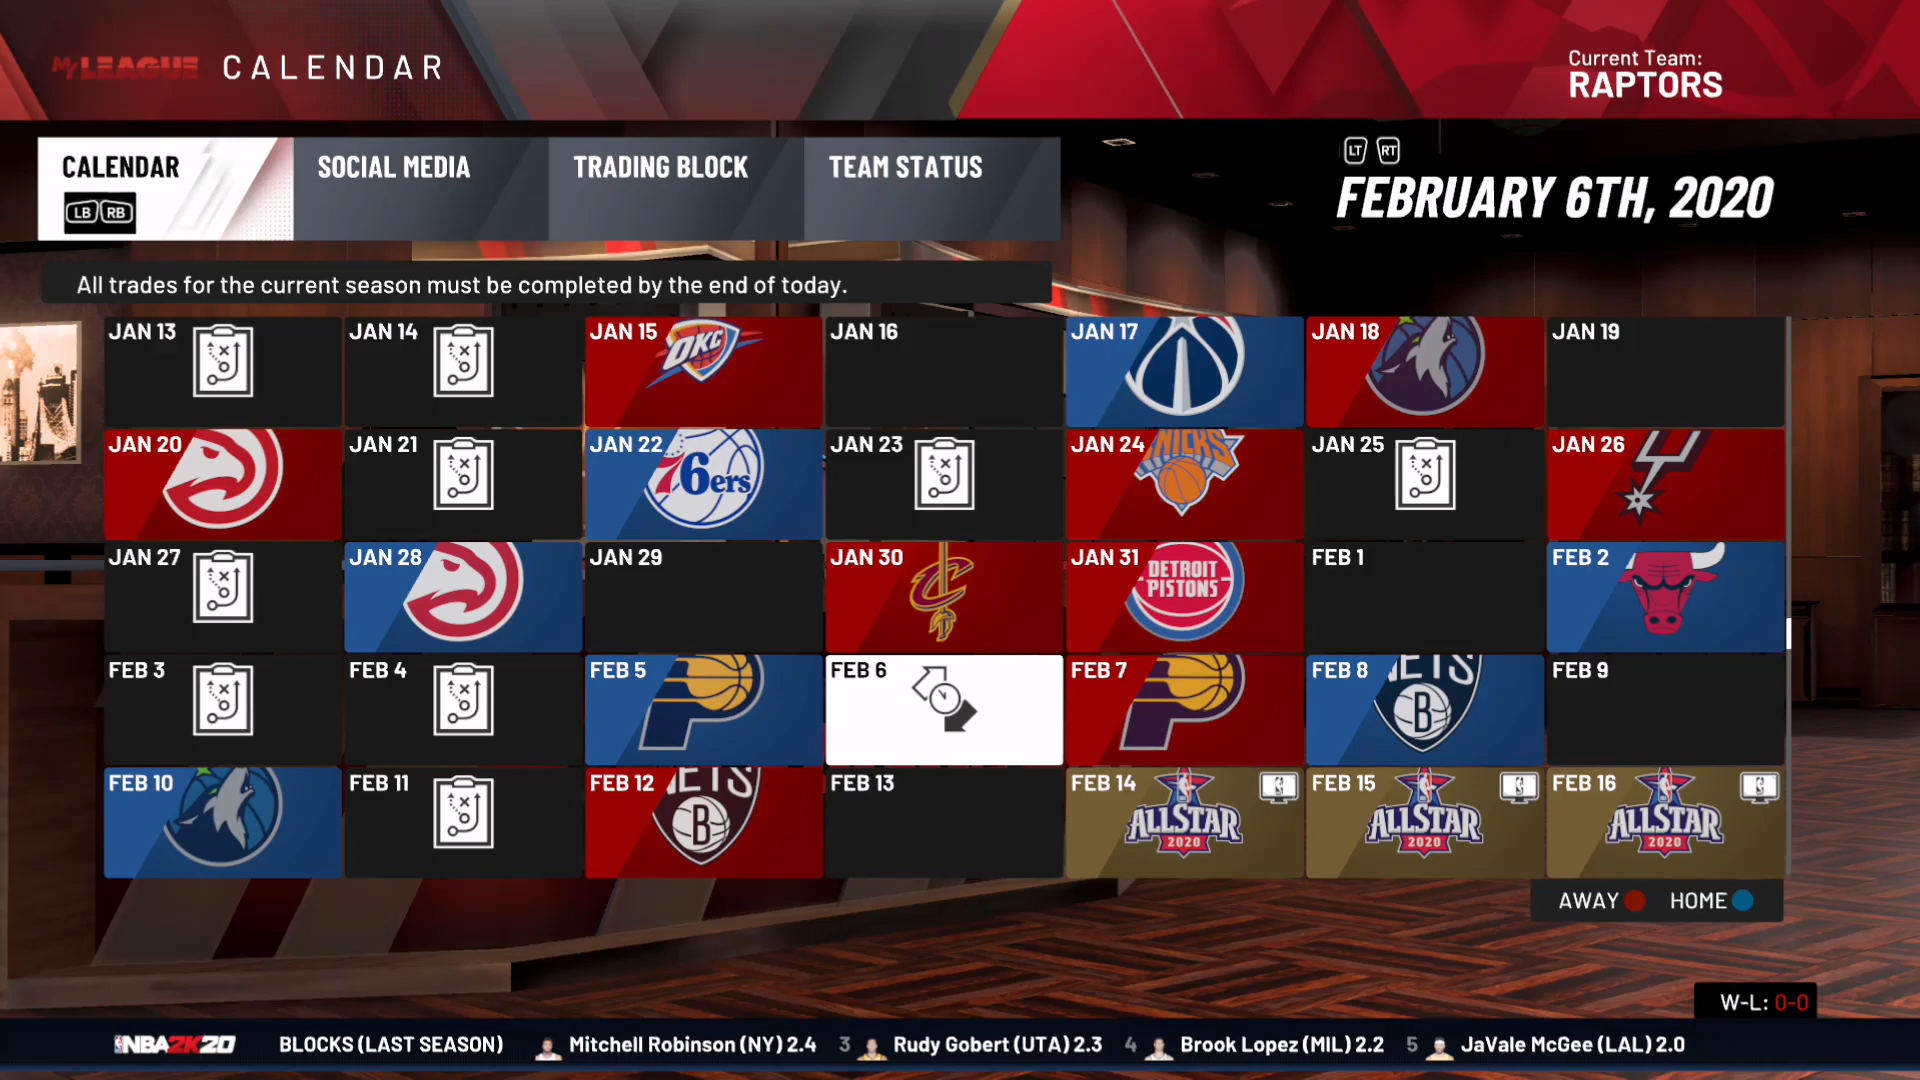 MyLEAGUE CALENDAR
Current Team:
RAPTORS
CALENDAR
LB RB
SOCIAL MEDIA
TRADING BLOCK
TEAM STATUS
LT RT
FEBRUARY 6TH, 2020
All trades for the current season must be completed by the end of today.
JAN 13
JAN 14
JAN 15 OKC
JAN 16
JAN 17
JAN 18
JAN 19
JAN 20
JAN 21
JAN 22 76ers
JAN 23
JAN 24 NICKS
JAN 25
JAN 26
JAN 27
JAN 28
JAN 29
JAN 30 C
JAN 31 DETROIT
PISTONS
FEB 1
FEB 2
FEB 3
FEB 4
FEB 5
FEB 6
FEB 7
FEB 8 NETS
B
FEB 9
FEB 10
FEB 11
FEB 12 NETS
B
FEB 13
FEB 14 ALLSTAR
2020
FEB 15 ALLSTAR
2020
FEB 16 ALLSTAR
2020
AWAY HOME
W-L: 0-0
NBA2K20 BLOCKS (LAST SEASON) Mitchell Robinson (NY) 2.4 3 Rudy Gobert (UTA) 2.3 4 Brook Lopez (MIL) 2.2 5 JaVale McGee (LAL) 2.0